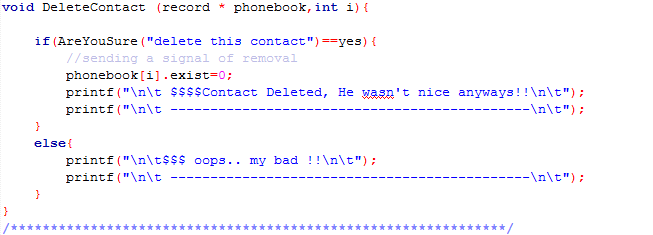 void DeleteContact (record * phonebook,int i){
if(AreYouSure("delete this contact")==yes){
//sending a signal of removal
phonebook[i].exist=0;
printf("\n\t $$$$Contact Deleted, He wasn't nice anyways!!\n\t");
printf("\n\t ---------------------------------------------\n\t");
}
else{
printf("\n\t$$$ oops.. my bad !!\n\t");
printf("\n\t ---------------------------------------------\n\t");
}
}
/**************************************************************/